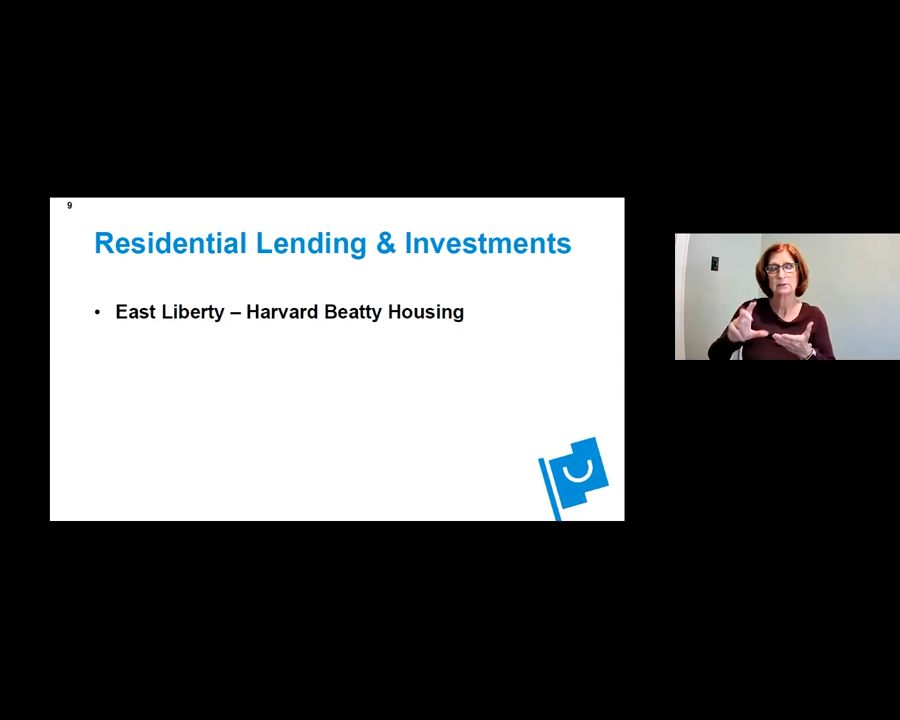 9
Residential Lending & Investments
• East Liberty – Harvard Beatty Housing